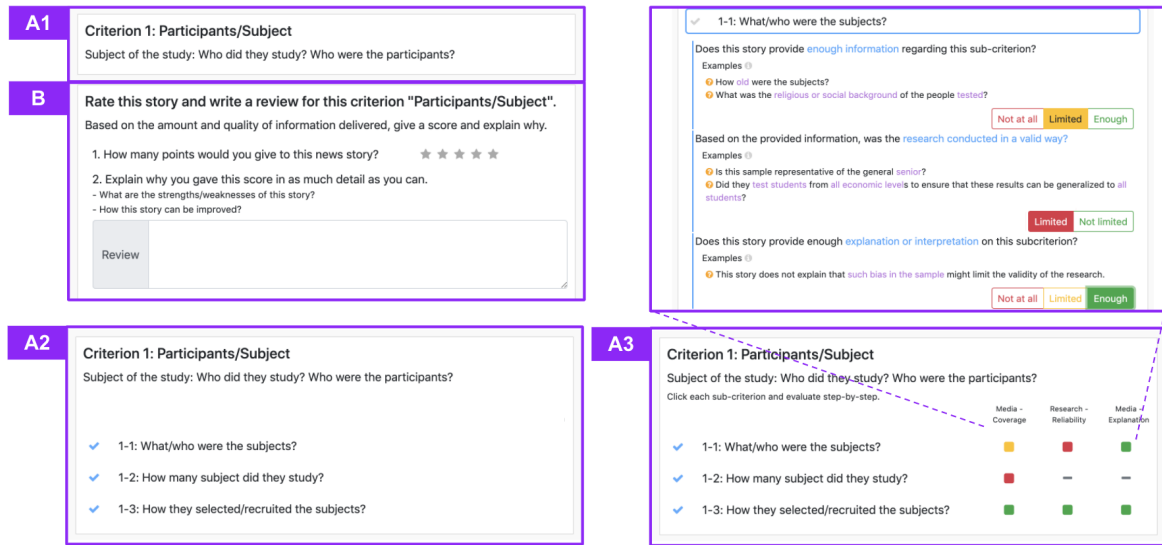 A1
Criterion 1: Participants/Subject
Subject of the study: Who did they study? Who were the participants?
B
Rate this story and write a review for this criterion "Participants/Subject".
Based on the amount and quality of information delivered, give a score and explain why.
1. How many points would you give to this news story?
2. Explain why you gave this score in as much detail as you can.
- What are the strengths/weaknesses of this story?
- How this story can be improved?
Review
1-1: What/who were the subjects?
Does this story provide enough information regarding this sub-criterion?
Examples
How old were the subjects?
What was the religious or social background of the people tested?
Not at all Limited Enough
Based on the provided information, was the research conducted in a valid way?
Examples
Is this sample representative of the general senior?
Did they test students from all economic levels to ensure that these results can be generalized to all
students?
Limited Not limited
Does this story provide enough explanation or interpretation on this subcriterion?
Examples
This story does not explain that such bias in the sample might limit the validity of the research.
Not at all Limited Enough
A2
Criterion 1: Participants/Subject
Subject of the study: Who did they study? Who were the participants?
1-1: What/who were the subjects?
1-2: How many subject did they study?
1-3: How they selected/recruited the subjects?
A3
Criterion 1: Participants/Subject
Subject of the study: Who did they study? Who were the participants?
Click each sub-criterion and evaluate step-by-step.
Media - Research - Media -
Coverage Reliability Explanation
1-1: What/who were the subjects?
1-2: How many subject did they study?
1-3: How they selected/recruited the subjects?